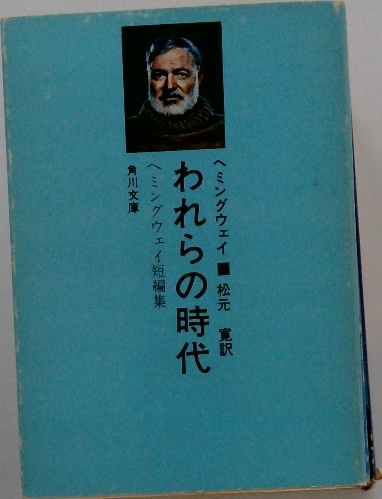 ヘミングウェイ■松元 寛訳
われらの時代
ヘミングウェイ短編集
角川文庫